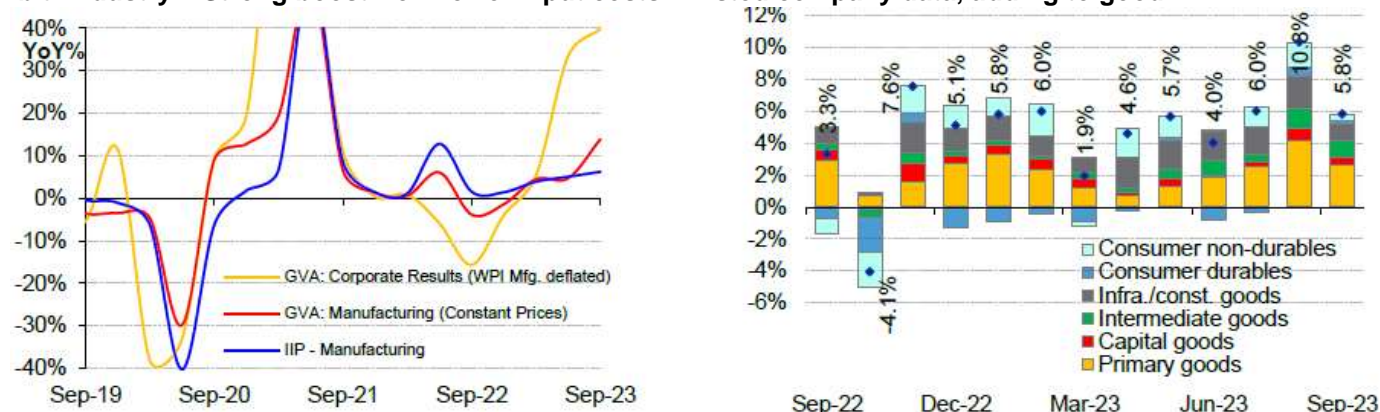 40%
YoY%
30%
20%
10%
0%
-10%
-20%
-30%
-40%
GVA: Corporate Results (WPI Mfg. deflated)
GVA: Manufacturing (Constant Prices)
IIP - Manufacturing
Sep-19 Sep-20 Sep-21 Sep-22 Sep-23
12%
10%
8%
6%
4%
2%
0%
-2%
-4%
-6%
3.3%
-4.1%
7.6%
5.1%
5.8%
6.0%
1.9%
4.6%
5.7%
4.0%
6.0%
10.8%
5.8%
Consumer non-durables
Consumer durables
Infra./const. goods
Intermediate goods
Capital goods
Primary goods
Sep-22 Dec-22 Mar-23 Jun-23 Sep-23